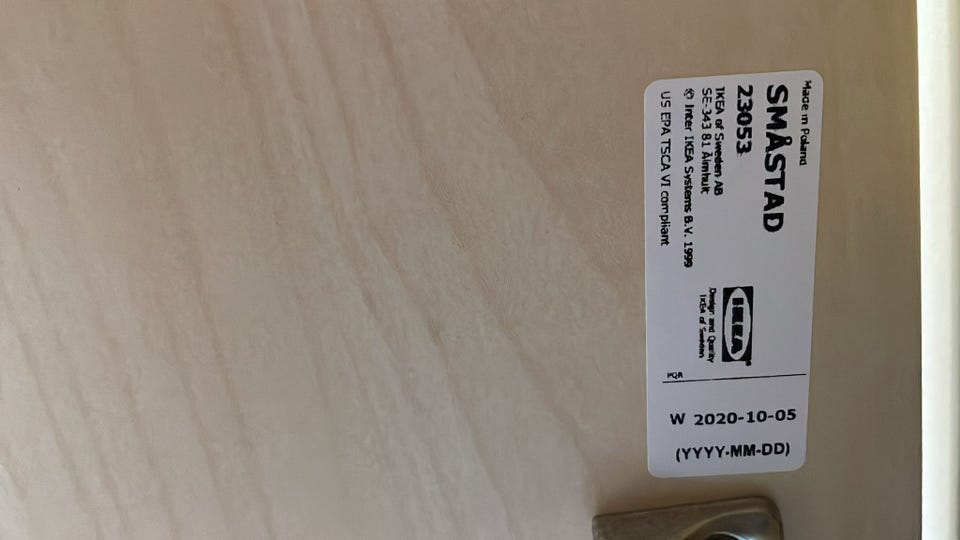 Made in Poland
SMÅSTAD
23053
IKEA of Sweden AB
SE-343 81 Älmhult
© Inter IKEA Systems B.V. 1999
US EPA TSCA VI compliant
IKEA®
Design and Quality
IKEA of Sweden
PQR
W 2020-10-05
(YYYY-MM-DD)